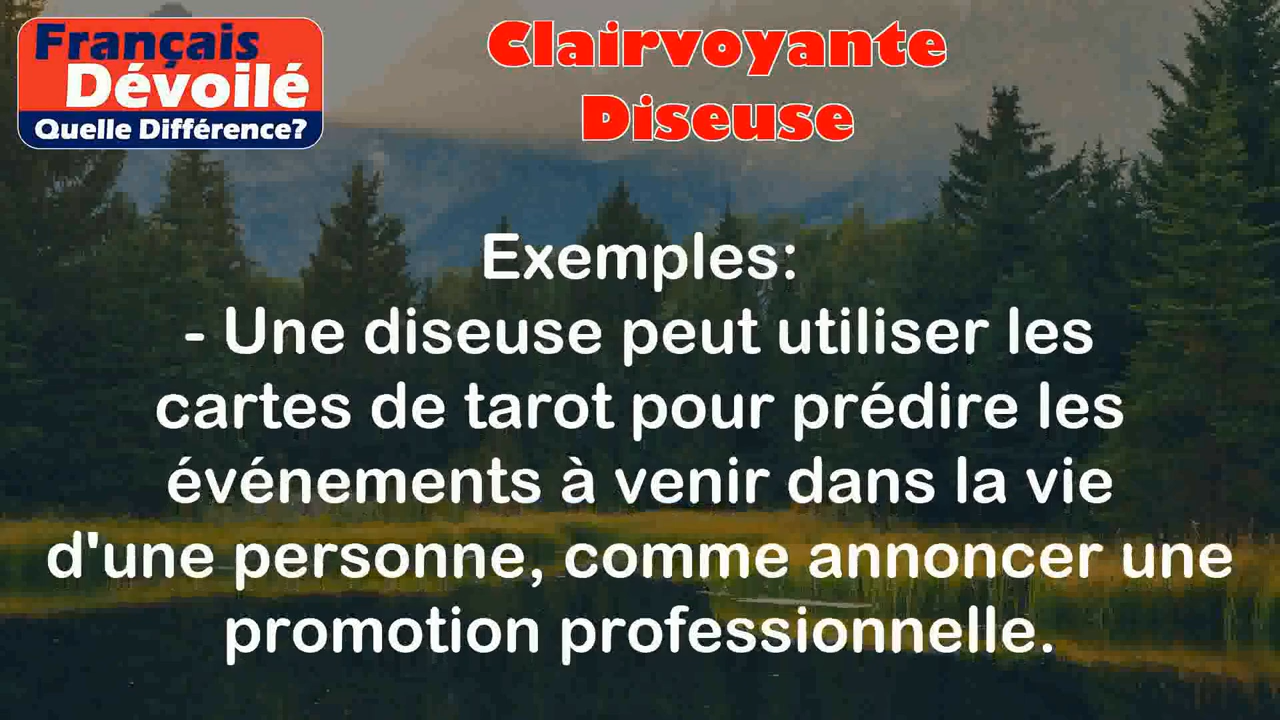 Français
Dévoilé
Quelle Différence?
Clairvoyante
Diseuse
Exemples:
- Une diseuse peut utiliser les
cartes de tarot pour prédire les
événements à venir dans la vie
d'une personne, comme annoncer une
promotion professionnelle.